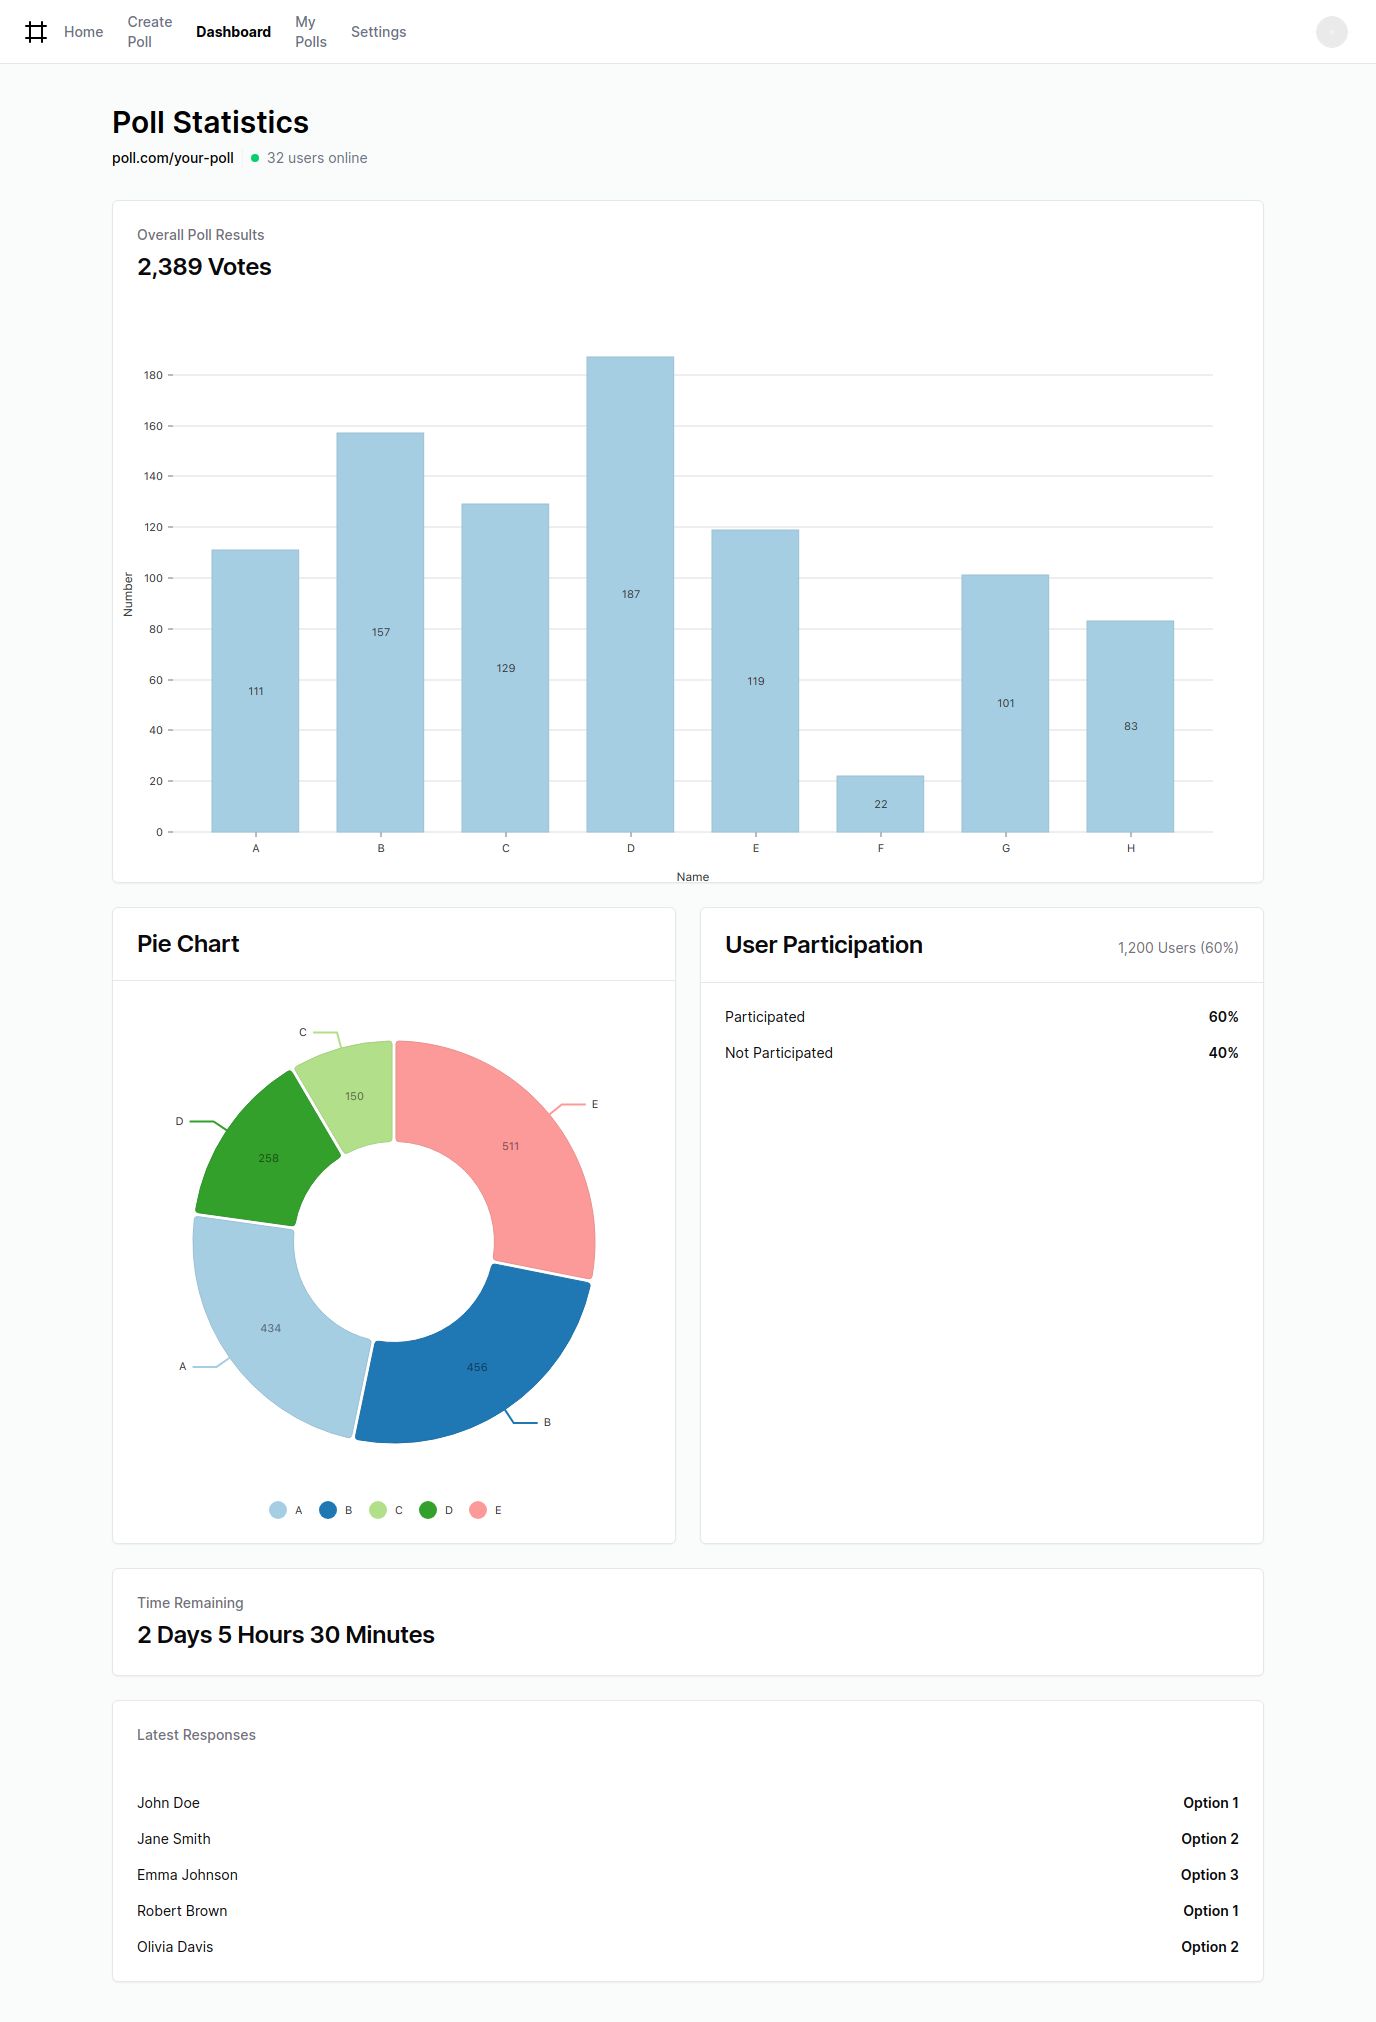 Home
Create Poll
Dashboard
My Polls
Settings
Poll Statistics
poll.com/your-poll 32 users online
Overall Poll Results
2,389 Votes
180
160
140
120
100
80
60
40
20
0
Number
111
157
129
187
119
22
101
83
A B C D E F G H
Name
Pie Chart
C
150
E
511
D
258
A
434
B
456
A B C D E
User Participation 1,200 Users (60%)
Participated 60%
Not Participated 40%
Time Remaining
2 Days 5 Hours 30 Minutes
Latest Responses
John Doe Option 1
Jane Smith Option 2
Emma Johnson Option 3
Robert Brown Option 1
Olivia Davis Option 2